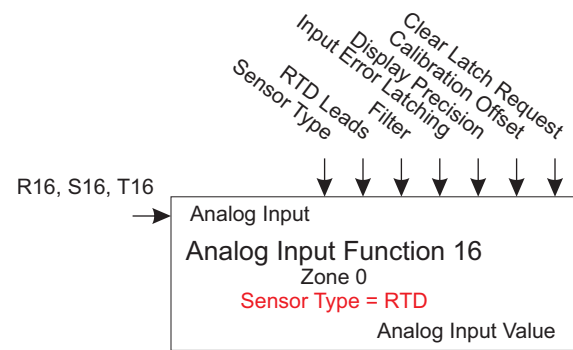 Sensor Type
RTD Leads
Filter
Input Error Latching
Display Precision
Calibration Offset
Clear Latch Request
R16, S16, T16
Analog Input
Analog Input Function 16
Zone 0
Sensor Type = RTD
Analog Input Value